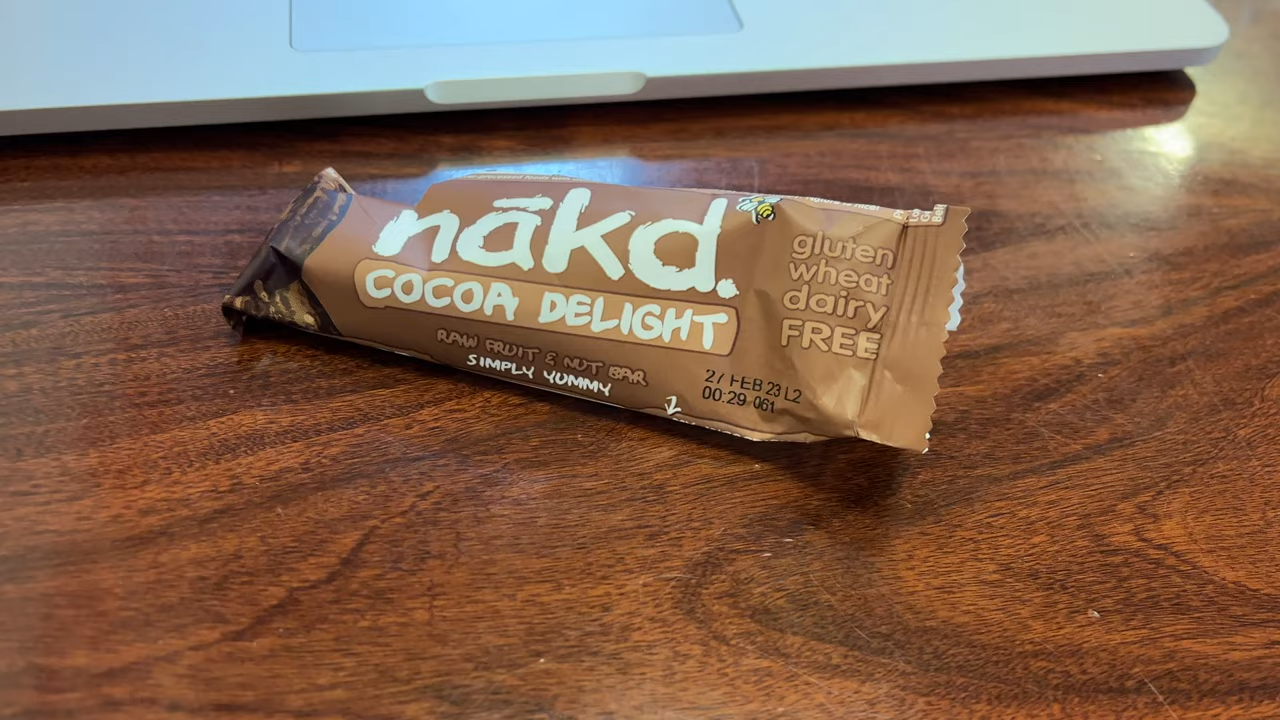 nākd.
COCOA DELIGHT
RAW FRUIT & NUT BAR
SIMPLY YUMMY
gluten
wheat
dairy
FREE
27 FEB 23 L2
00:29 061